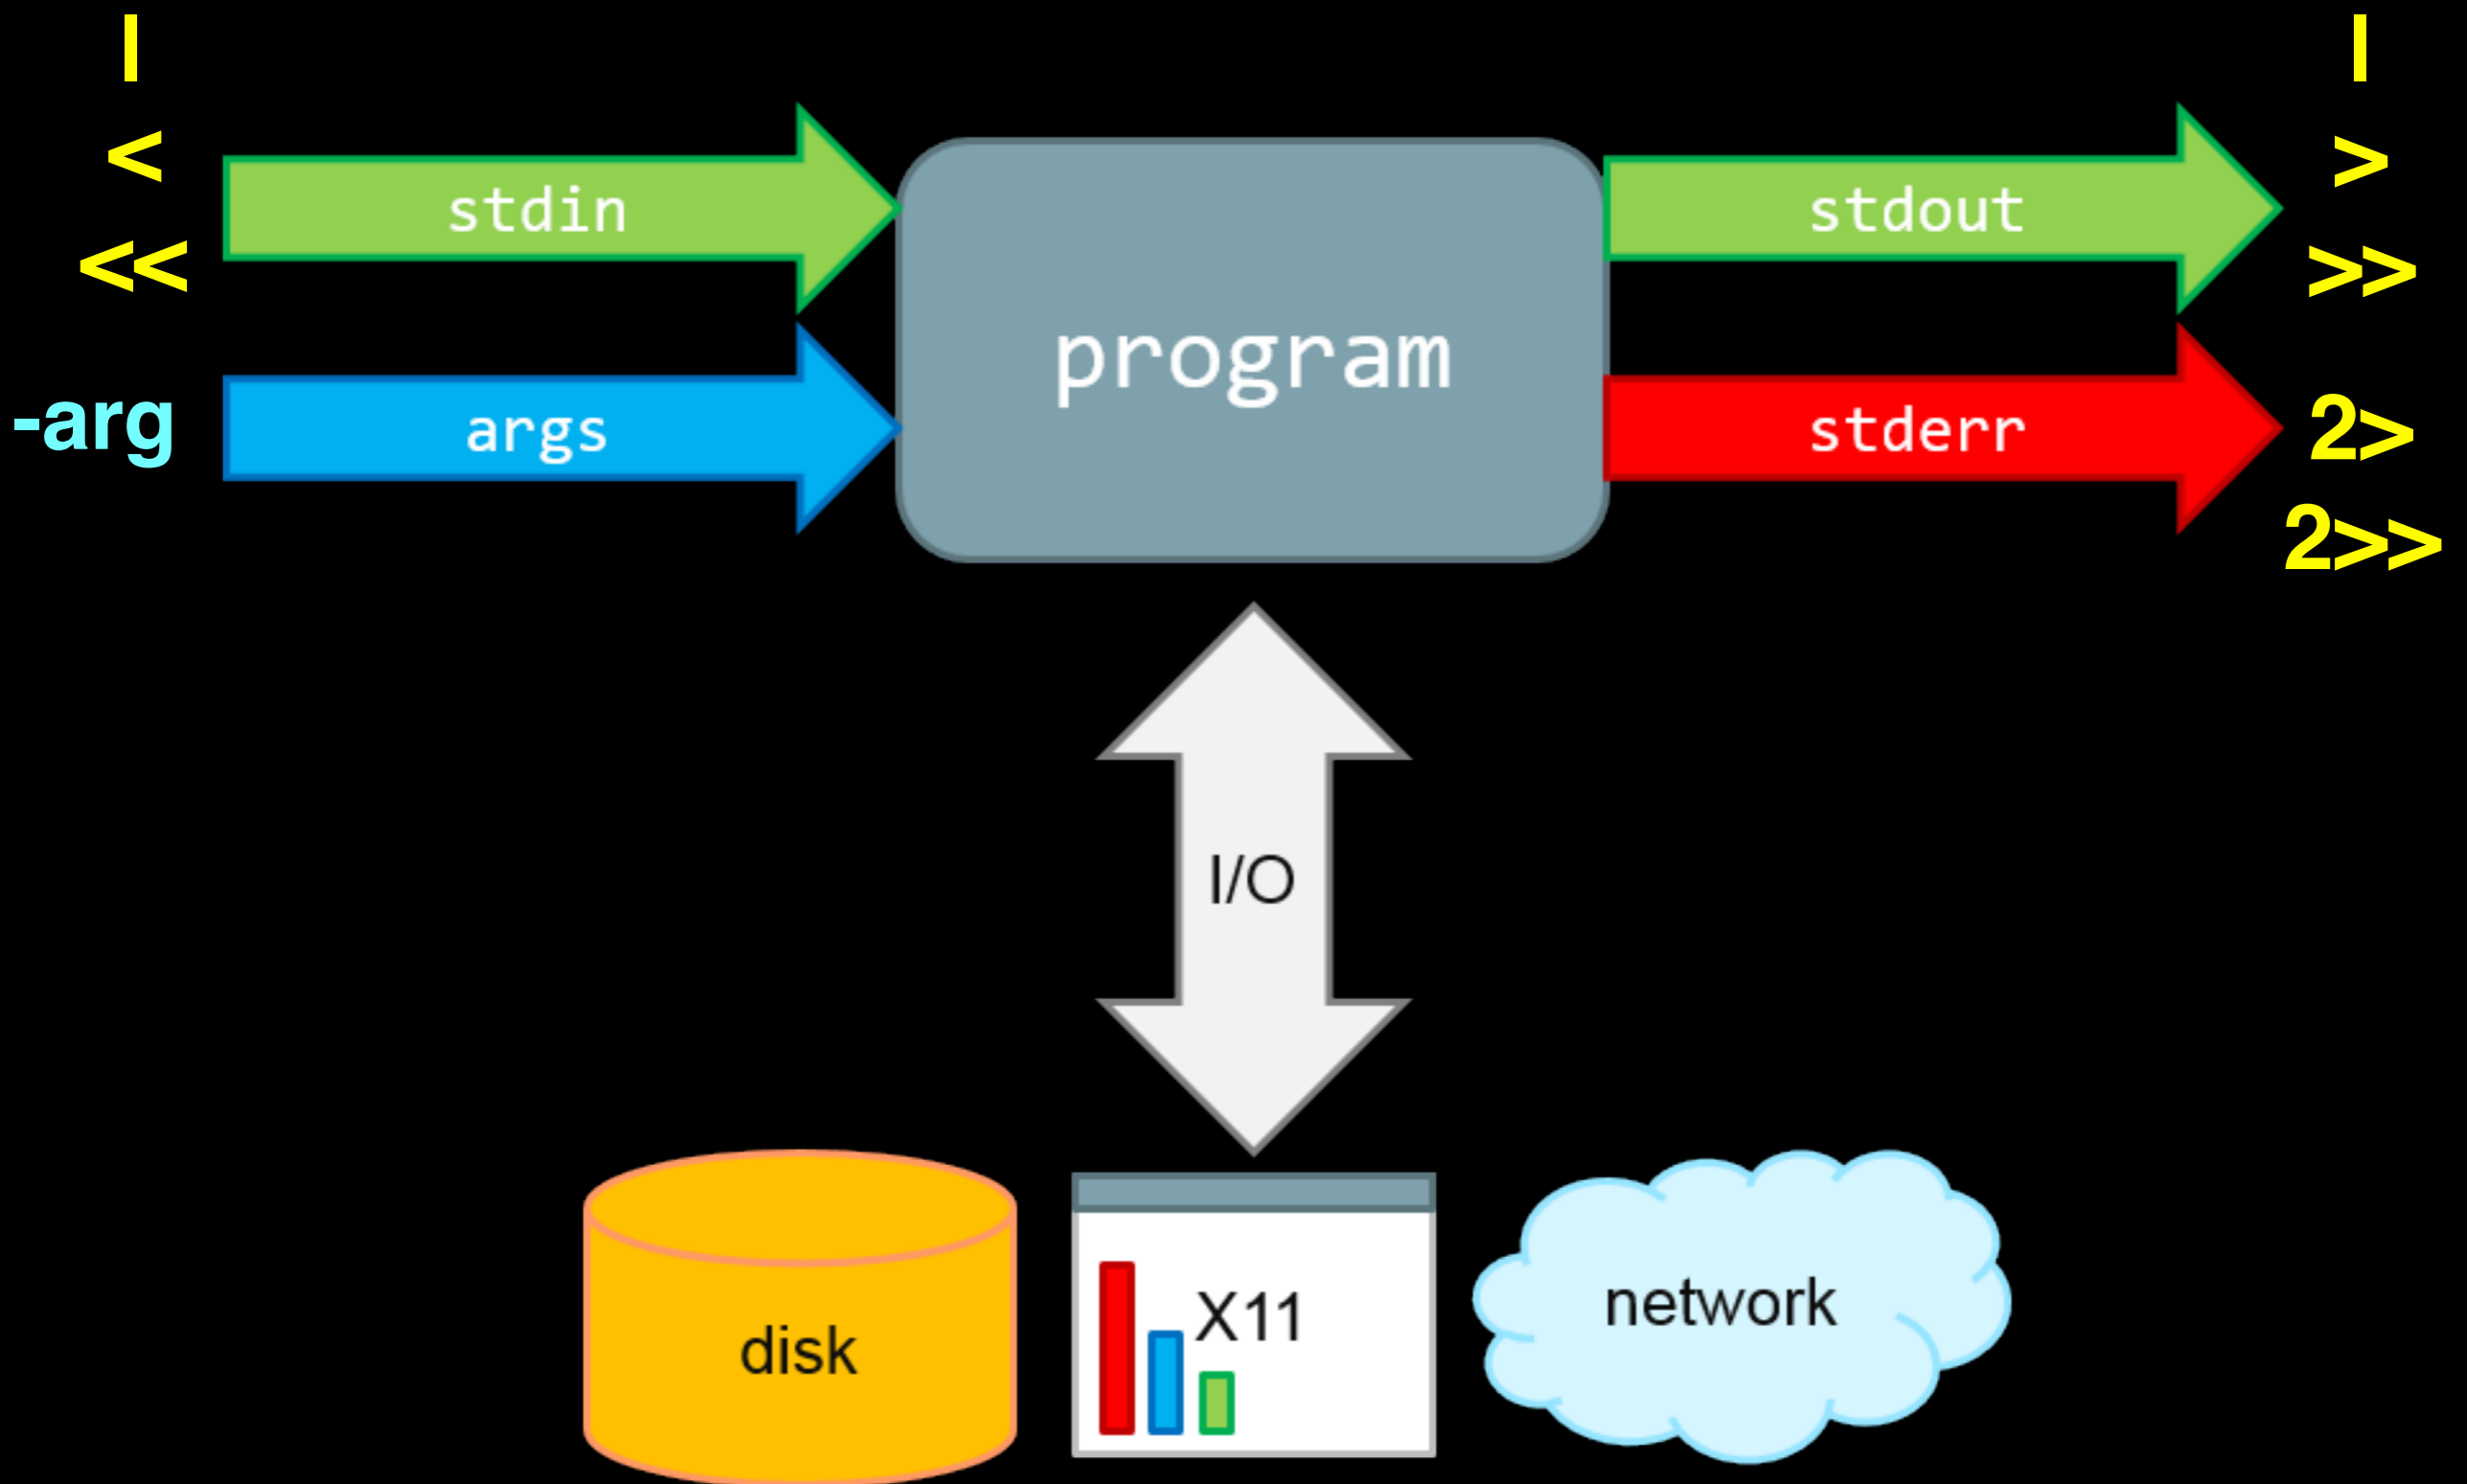 | |
< >
stdin stdout
<< >>
program
-arg args stderr 2>
2>>
I/O
X11
network
disk